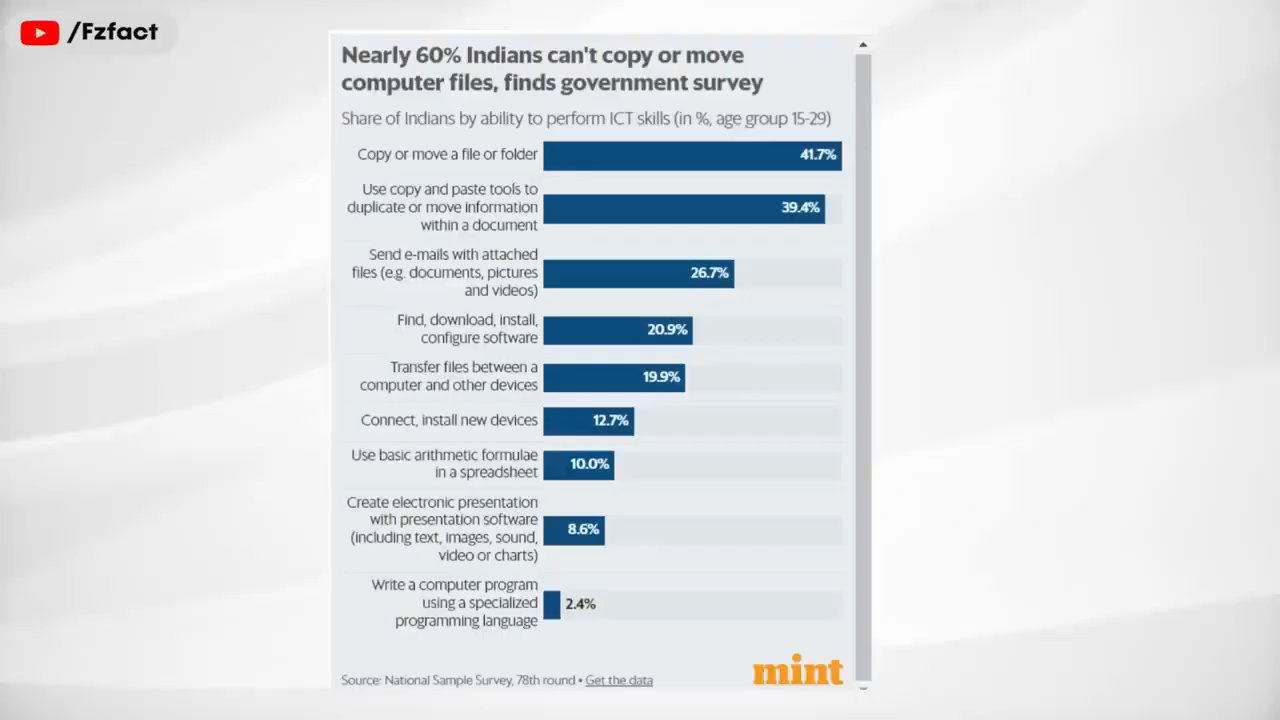 /Fzfact
Nearly 60% Indians can't copy or move
computer files, finds government survey
Share of Indians by ability to perform ICT skills (in %, age group 15-29)
Copy or move a file or folder
41.7%
Use copy and paste tools to
duplicate or move information
within a document
39.4%
Send e-mails with attached
files (e.g. documents, pictures
and videos)
26.7%
Find, download, install,
configure software
20.9%
Transfer files between a
computer and other devices
19.9%
Connect, install new devices
12.7%
Use basic arithmetic formulae
in a spreadsheet
10.0%
Create electronic presentation
with presentation software
(including text, images, sound,
video or charts)
8.6%
Write a computer program
using a specialized
programming language
2.4%
mint
Source: National Sample Survey, 78th round • Get the data